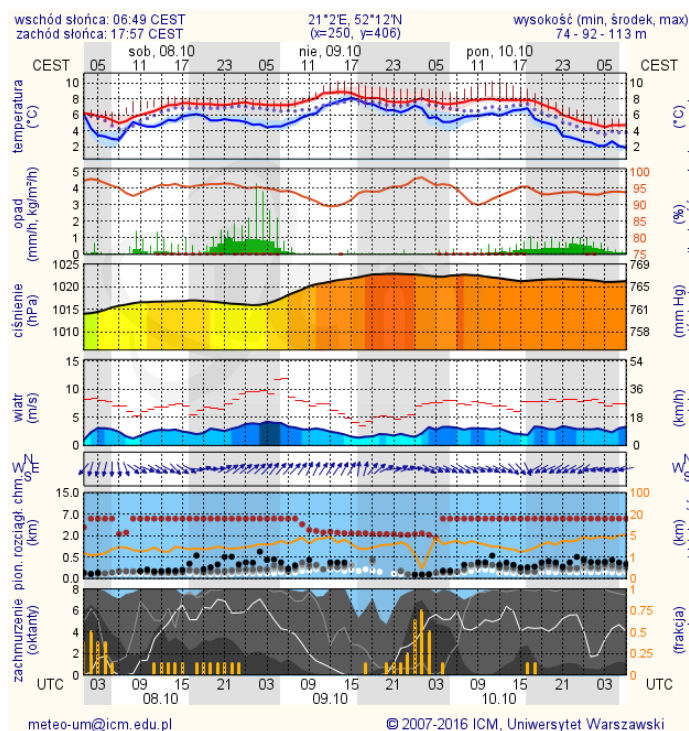 wschód słońca: 06:49 CEST 21°2'E, 52°12'N wysokość (min, środek, max)
zachód słońca: 17:57 CEST (x=250, y=406) 74 - 92 - 113 m
sob, 08.10 nie, 09.10 pon, 10.10
CEST 05 11 23 05 11 17 23 05 11 23 05 CEST
temperatura (°C)
10 8 6 4 2
10 8 6 4 2
(°C)
opad (mm/h, kg/m²/h)
5 4 3 2 1 0
100 95 90 85 80 75
(%)
ciśnienie (hPa)
1025 1020 1015 1010
769 765 761 758
(mm Hg)
wiatr (m/s)
15 10 5 0
54 36 18 0
(km/h)
N W E S
N W S
pion. rozciągł. chm. (km)
15.0 7.0 2.0 0.5 0.0
100 20 5 2 0
(km)
zachmurzenie (oktanty)
8 6 4 2 0
1 0.75 0.5 0.25 0
(frakcja)
UTC 03 09 15 21 03 09 15 21 03 09 15 21 03 UTC
08.10 09.10 10.10
meteo-um@icm.edu.pl © 2007-2016 ICM, Uniwersytet Warszawski